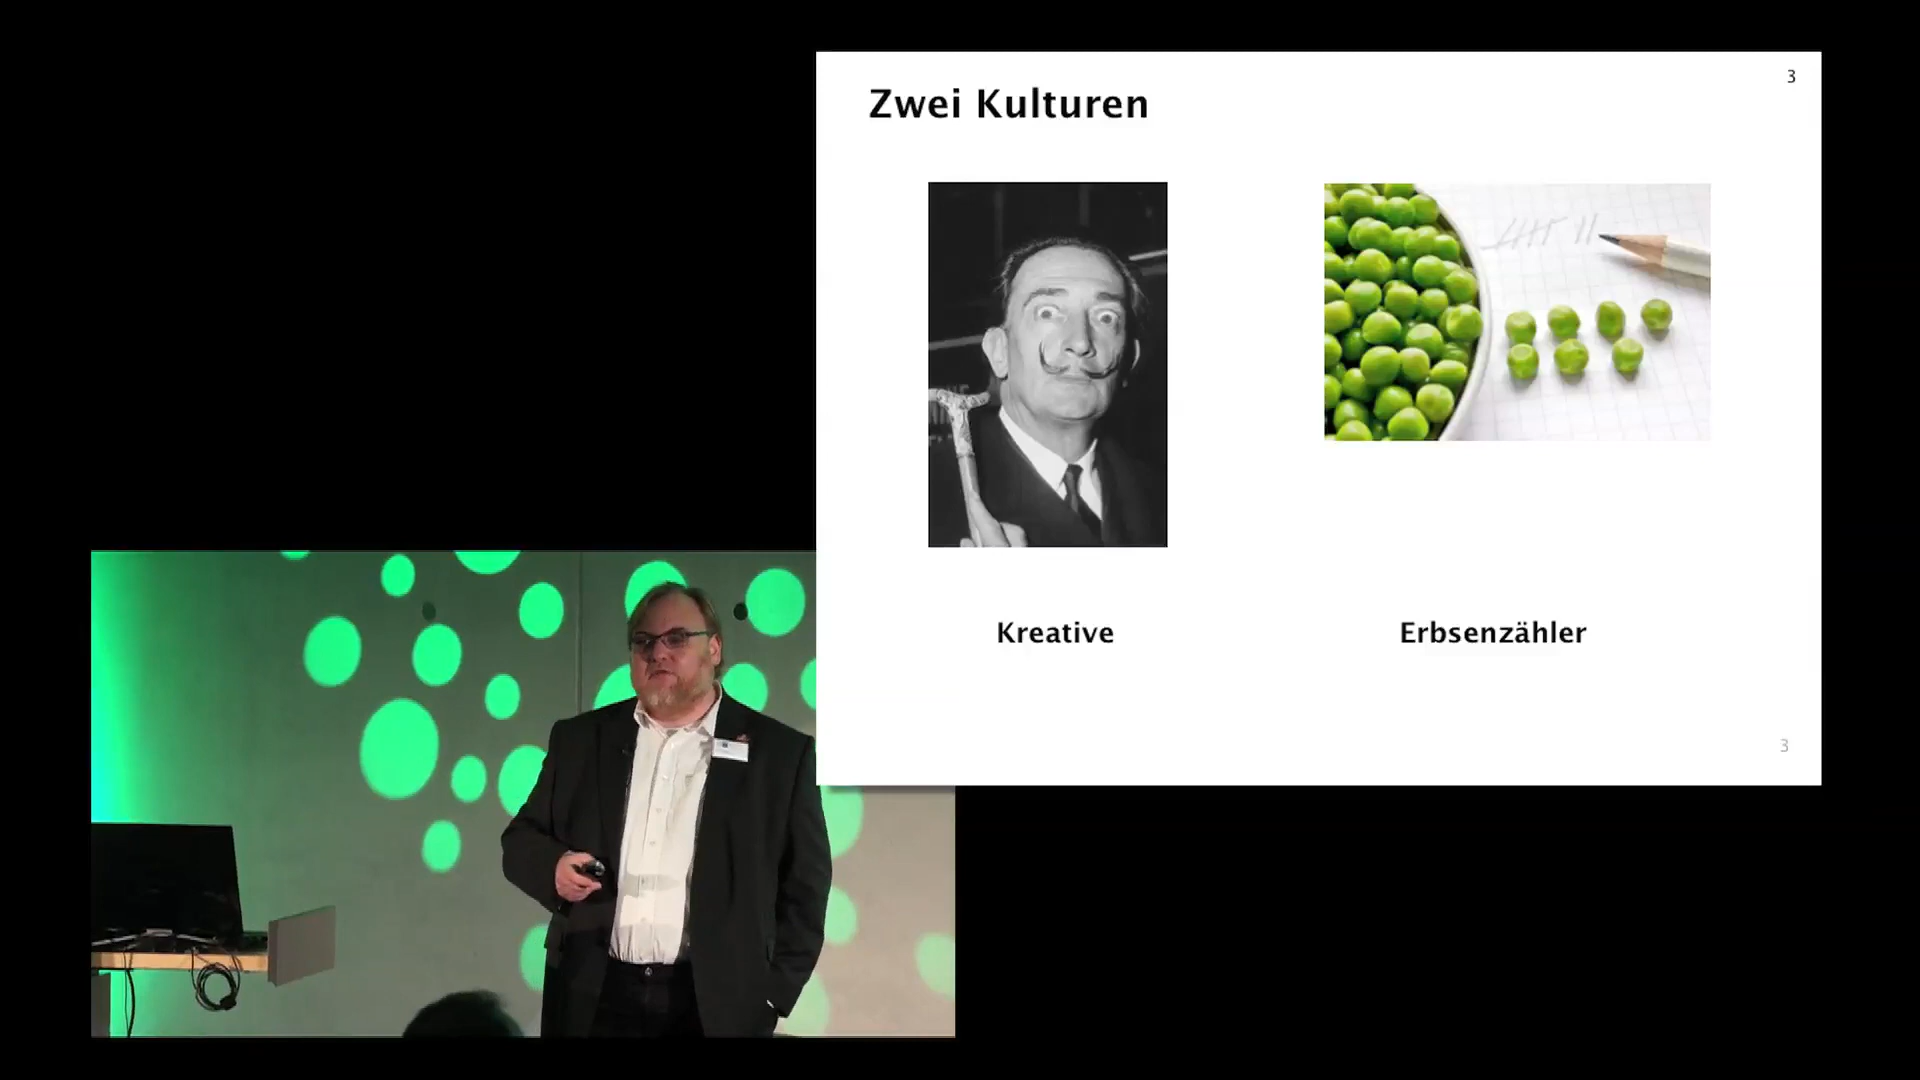 3
Zwei Kulturen
Kreative
Erbsenzähler
3